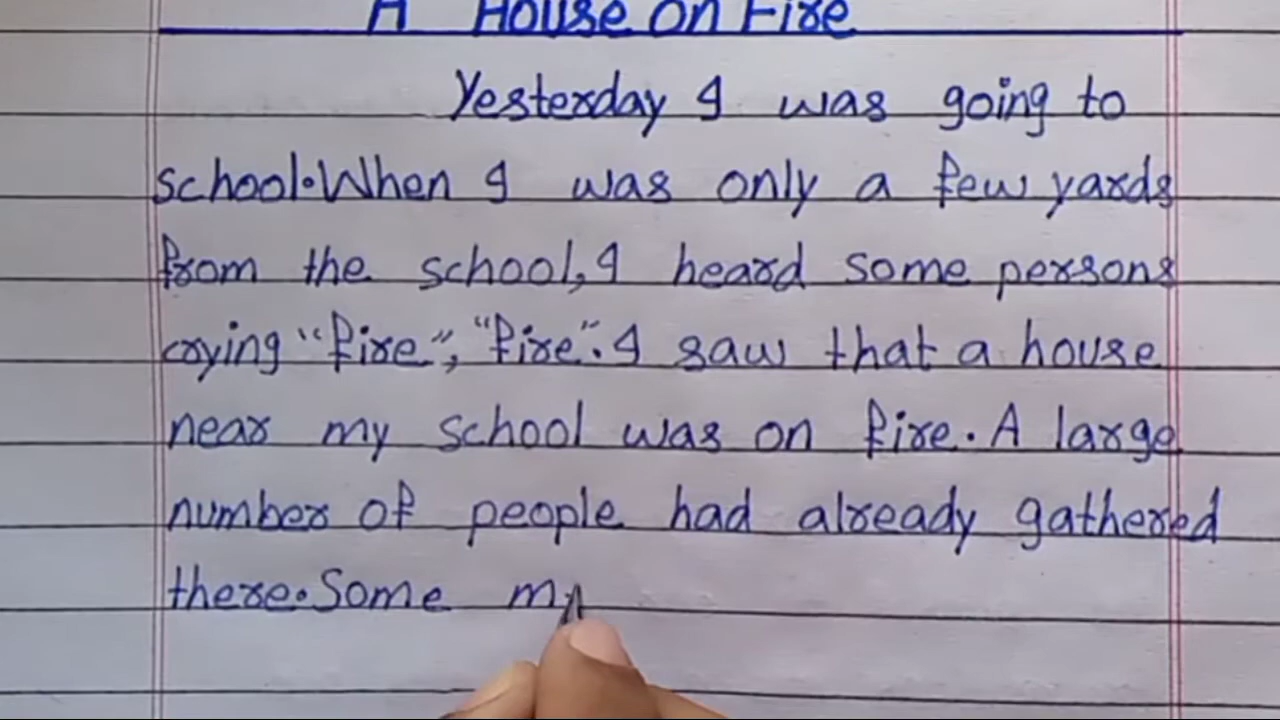 A House on Fire
Yesterday I was going to
school. When I was only a few yards
from the school, I heard some persons
crying "fire", "fire". I saw that a house
near my school was on fire. A large
number of people had already gathered
there. Some m